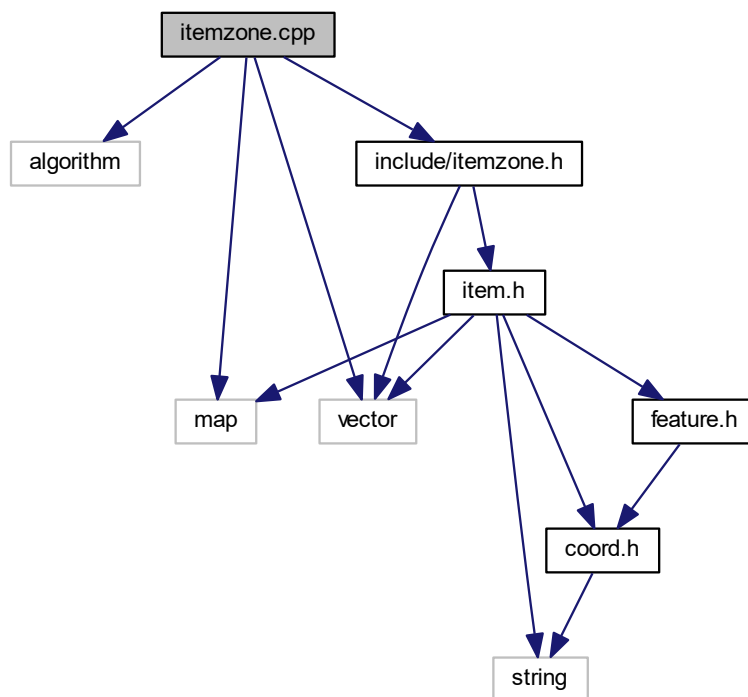 itemzone.cpp
algorithm
include/itemzone.h
item.h
map
vector
feature.h
coord.h
string